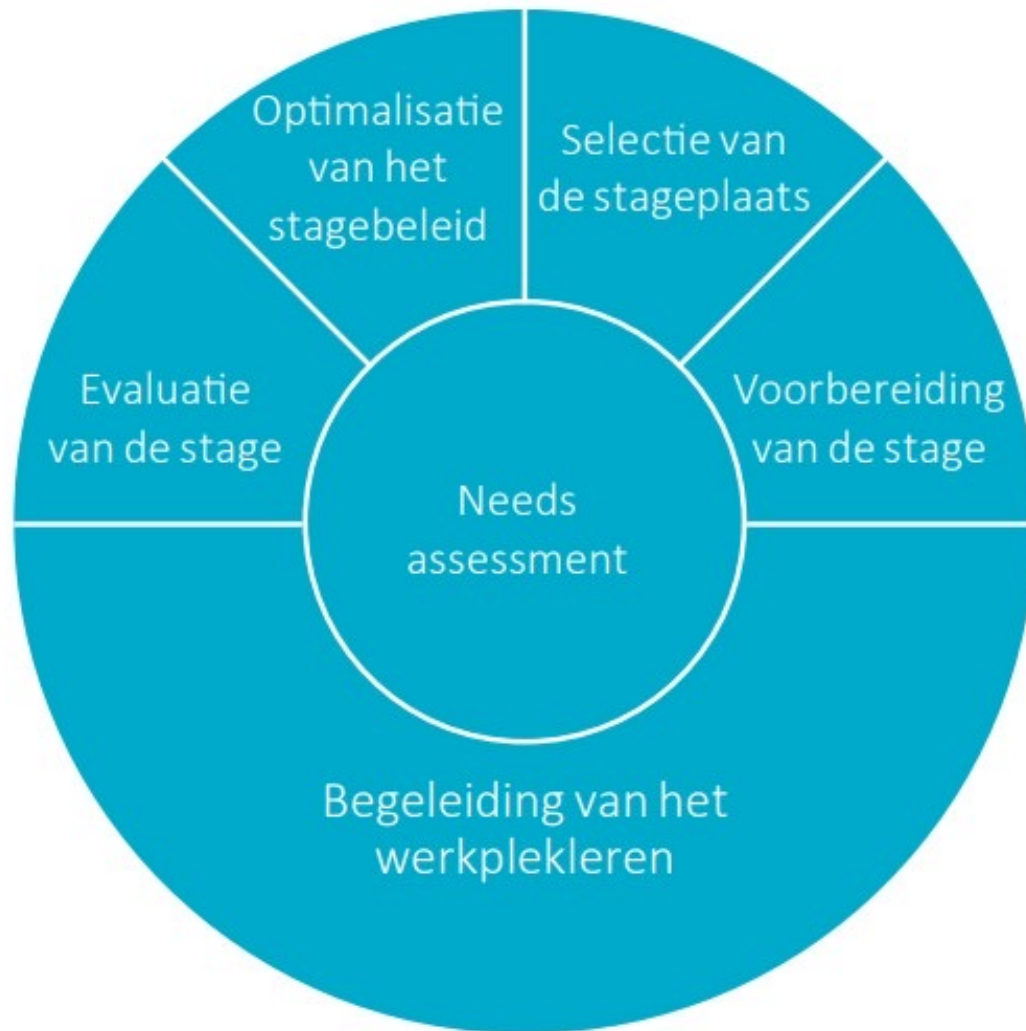 Optimalisatie
van het
stagebeleid
Selectie van
de stageplaats
Evaluatie
van de stage
Voorbereiding
van de stage
Needs
assessment
Begeleiding van het
werkplekleren